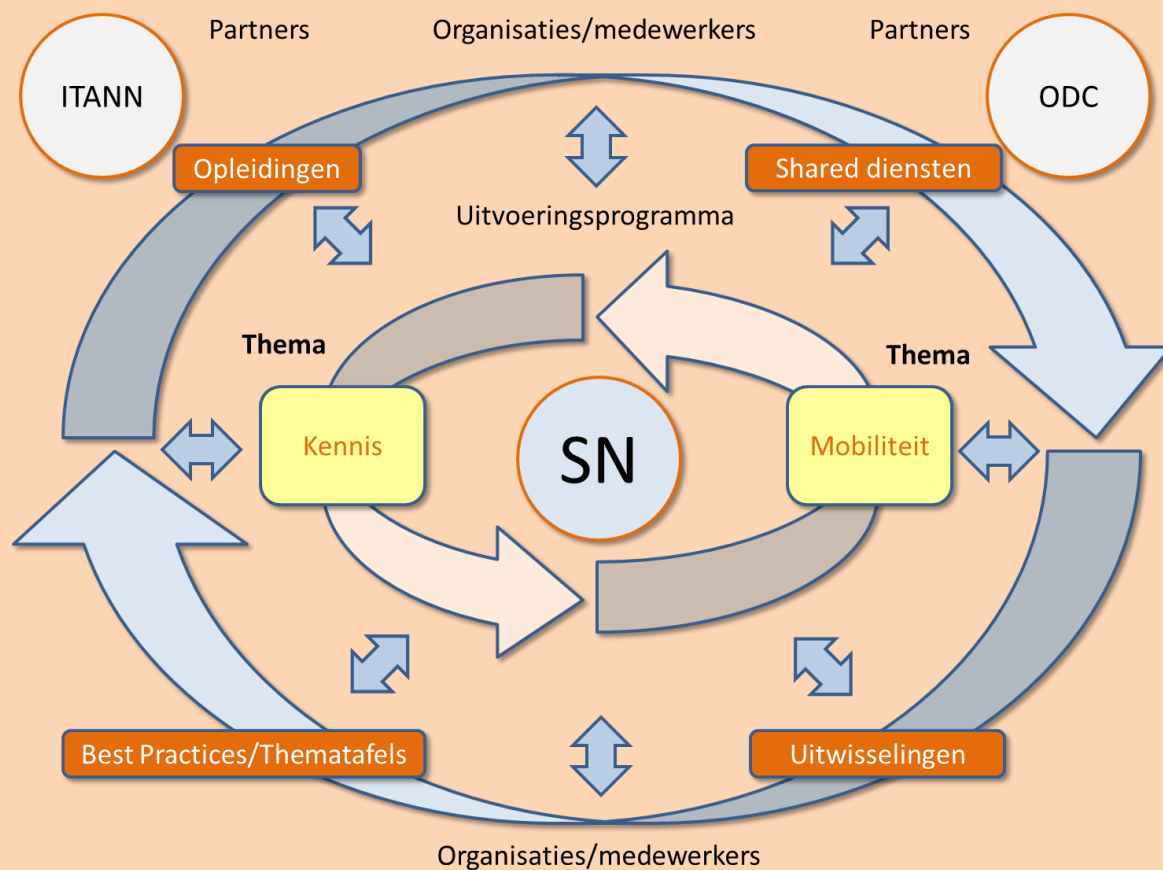 Partners
Organisaties/medewerkers
Partners
ITANN
ODC
Opleidingen
Shared diensten
Uitvoeringsprogramma
Thema
Thema
Kennis
SN
Mobiliteit
Best Practices/Thematafels
Uitwisselingen
Organisaties/medewerkers